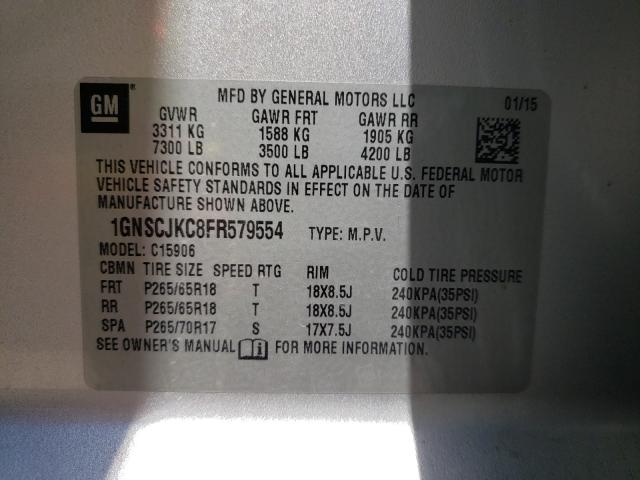 GM®
MFD BY GENERAL MOTORS LLC 01/15
GVWR GAWR FRT GAWR RR
3311 KG 1588 KG 1905 KG
7300 LB 3500 LB 4200 LB
THIS VEHICLE CONFORMS TO ALL APPLICABLE U.S. FEDERAL MOTOR
VEHICLE SAFETY STANDARDS IN EFFECT ON THE DATE OF
MANUFACTURE SHOWN ABOVE.
1GNSCJKC8FR579554 TYPE: M.P.V.
MODEL: C15906
CBMN TIRE SIZE SPEED RTG RIM COLD TIRE PRESSURE
FRT P265/65R18 T 18X8.5J 240KPA(35PSI)
RR P265/65R18 T 18X8.5J 240KPA(35PSI)
SPA P265/70R17 S 17X7.5J 240KPA(35PSI)
SEE OWNER'S MANUAL FOR MORE INFORMATION.